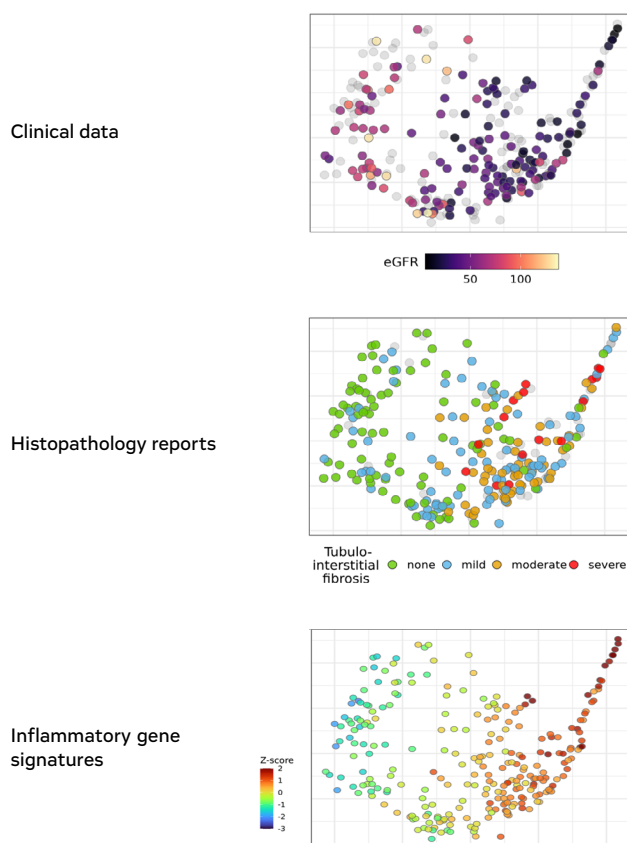 Clinical data
eGFR
50 100
Histopathology reports
Tubulo-
interstitial
fibrosis
none mild moderate severe
Inflammatory gene
signatures
Z-score
2
1
0
-1
-2
-3